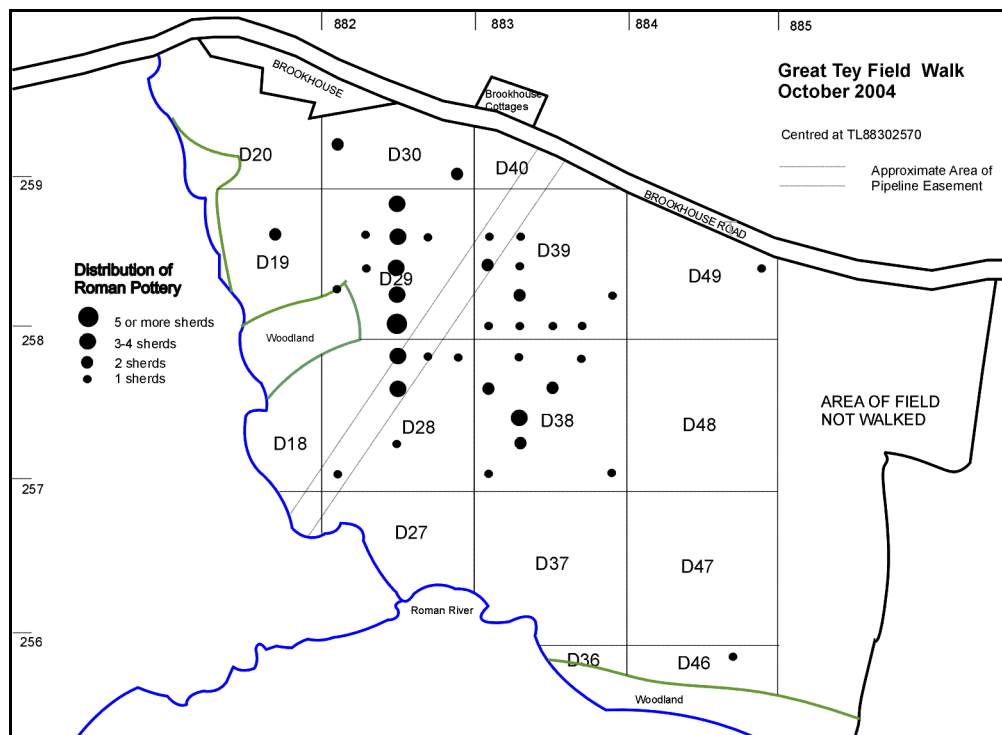 882
883
884
885
Great Tey Field Walk
October 2004
Centred at TL88302570
Approximate Area of
Pipeline Easement
BROOKHOUSE
Brookhouse
Cottages
BROOKHOUSE ROAD
D20
D30
D40
259
D19
D29
D39
D49
Distribution of
Roman Pottery
5 or more sherds
3-4 sherds
2 sherds
1 sherds
258
Woodland
AREA OF FIELD
NOT WALKED
D18
D28
D38
D48
257
D27
D37
D47
Roman River
256
D36
D46
Woodland